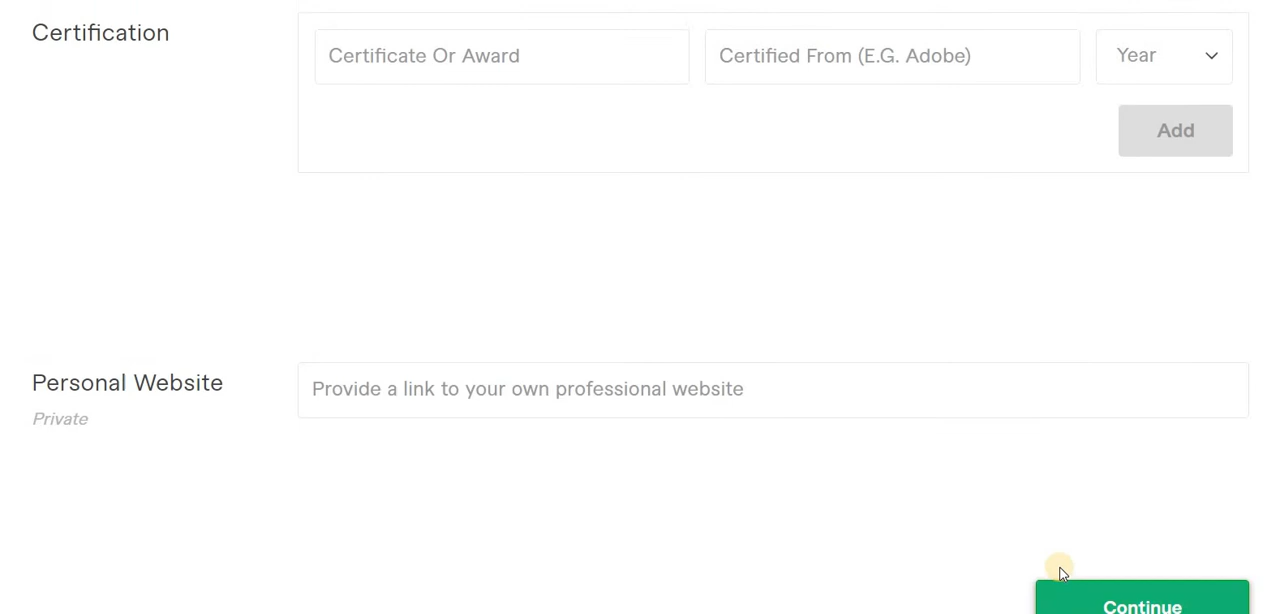 Certification
Certificate Or Award
Certified From (E.G. Adobe)
Year
Add
Personal Website
Provide a link to your own professional website
Private
Continue